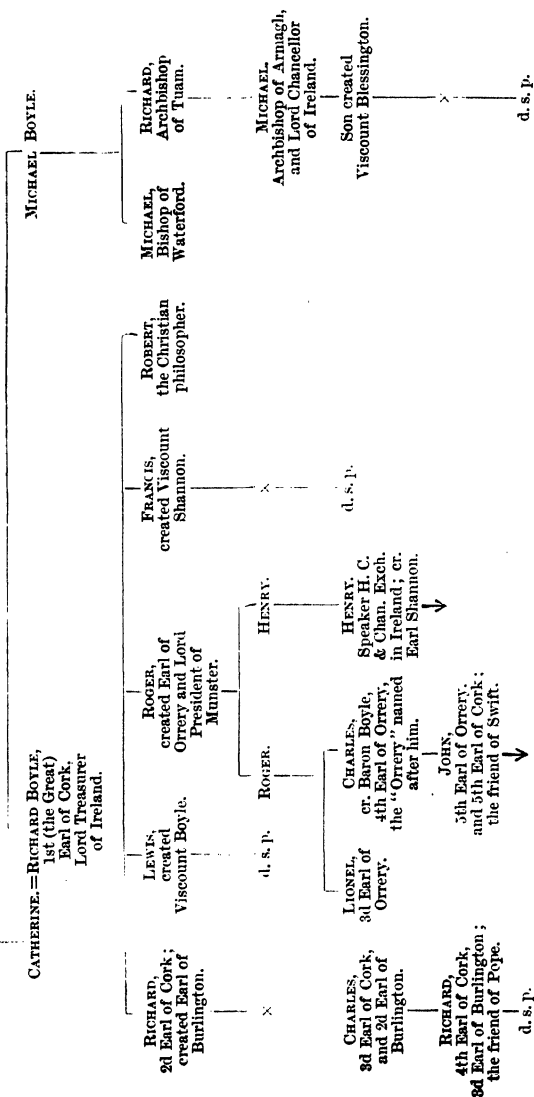 CATHERINE.=RICHARD BOYLE,
1st (the Great)
Earl of Cork,
Lord Treasurer
of Ireland.
MICHAEL BOYLE.
RICHARD,
2d Earl of Cork;
created Earl of
Burlington.
LEWIS,
created
Viscount Boyle.
ROGER,
created Earl of
Orrery and Lord
President of
Munster.
FRANCIS,
created Viscount
Shannon.
ROBERT,
the Christian
philosopher.
MICHAEL,
Bishop of
Waterford.
RICHARD,
Archbishop
of Tuam.
×
d. s. p.
ROGER.
HENRY.
×
d. s. p.
MICHAEL,
Archbishop of Armagh,
and Lord Chancellor
of Ireland.
CHARLES,
3d Earl of Cork,
and 2d Earl of
Burlington.
LIONEL,
3d Earl of
Orrery.
CHARLES,
cr. Baron Boyle,
4th Earl of Orrery,
the "Orrery" named
after him.
HENRY.
Speaker H. C.
& Chan. Exch.
in Ireland; cr.
Earl Shannon.
Son created
Viscount Blessington.
×
RICHARD,
4th Earl of Cork,
3d Earl of Burlington;
the friend of Pope.
d. s. p.
JOHN,
5th Earl of Orrery.
and 5th Earl of Cork;
the friend of Swift.
d. s. p.